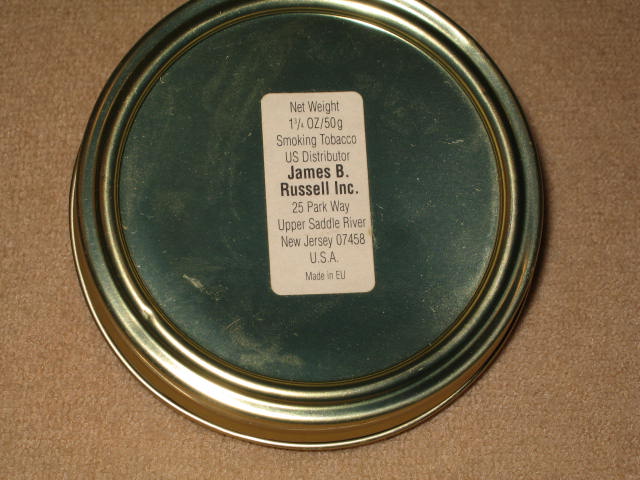 Net Weight
1¾ OZ/50g
Smoking Tobacco
US Distributor
James B.
Russell Inc.
25 Park Way
Upper Saddle River
New Jersey 07458
U.S.A.
Made in EU